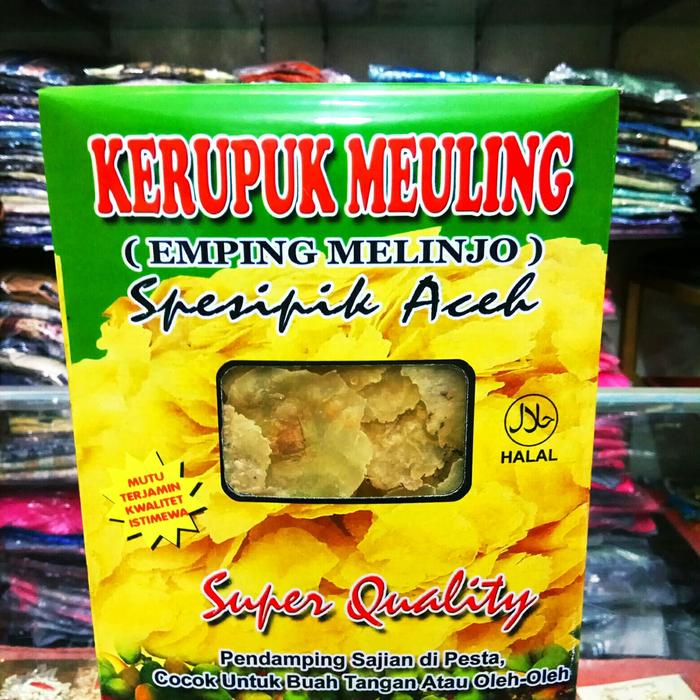 KERUPUK MEULING
( EMPING MELINJO )
Spesipik Aceh
حلال
HALAL
MUTU
TERJAMIN
KWALITET
ISTIMEWA
Super Quality
Pendamping Sajian di Pesta,
Cocok Untuk Buah Tangan Atau Oleh-Oleh